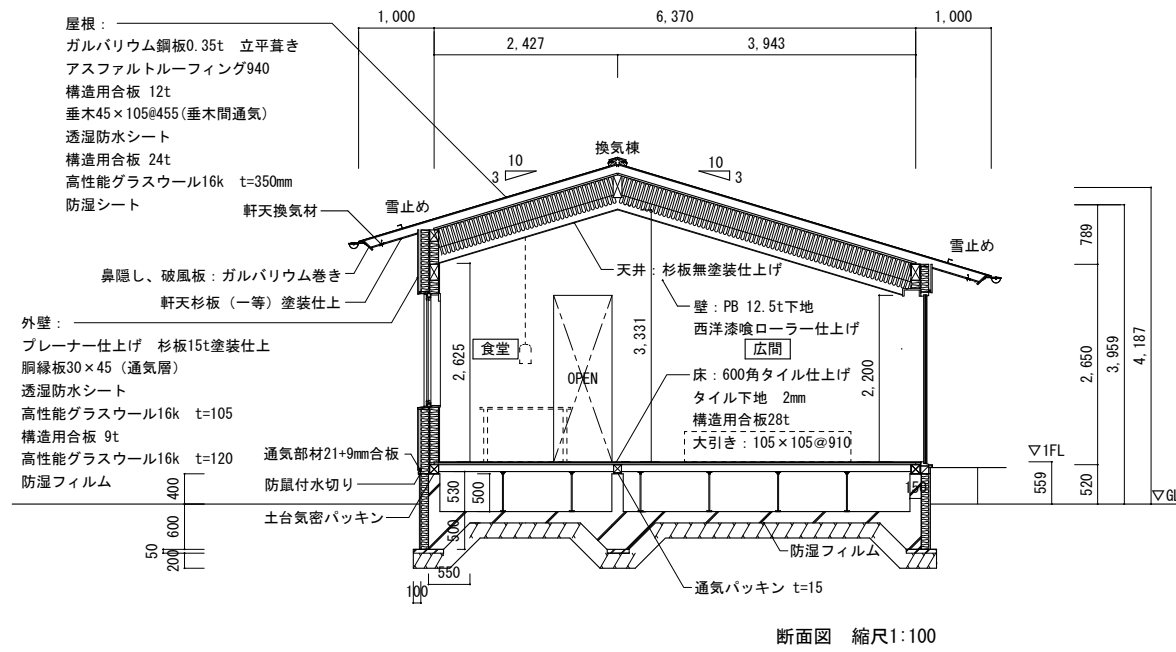 屋根：
ガルバリウム鋼板0.35t　立平葺き
アスファルトルーフィング940
構造用合板 12t
垂木45×105@455(垂木間通気)
透湿防水シート
構造用合板 24t
高性能グラスウール16k　t=350mm
防湿シート
1,000
6,370
1,000
2,427
3,943
換気棟
10
3
10
3
雪止め
軒天換気材
雪止め
鼻隠し、破風板：ガルバリウム巻き
軒天杉板（一等）塗装仕上
天井：杉板無塗装仕上げ
壁：PB 12.5t下地
西洋漆喰ローラー仕上げ
外壁：
プレーナー仕上げ　杉板15t塗装仕上
胴縁板30×45（通気層）
透湿防水シート
高性能グラスウール16k　t=105
構造用合板 9t
高性能グラスウール16k　t=120
防湿フィルム
食堂
広間
OPEN
2,625
3,331
2,200
床：600角タイル仕上げ
タイル下地　2mm
構造用合板28t
大引き：105×105@910
789
2,650
3,959
4,187
通気部材21+9mm合板
防鼠付水切り
土台気密パッキン
▽1FL
559
520
▽GL
400
600
50
200
530
500
500
550
100
150
防湿フィルム
通気パッキン t=15
断面図　縮尺1:100